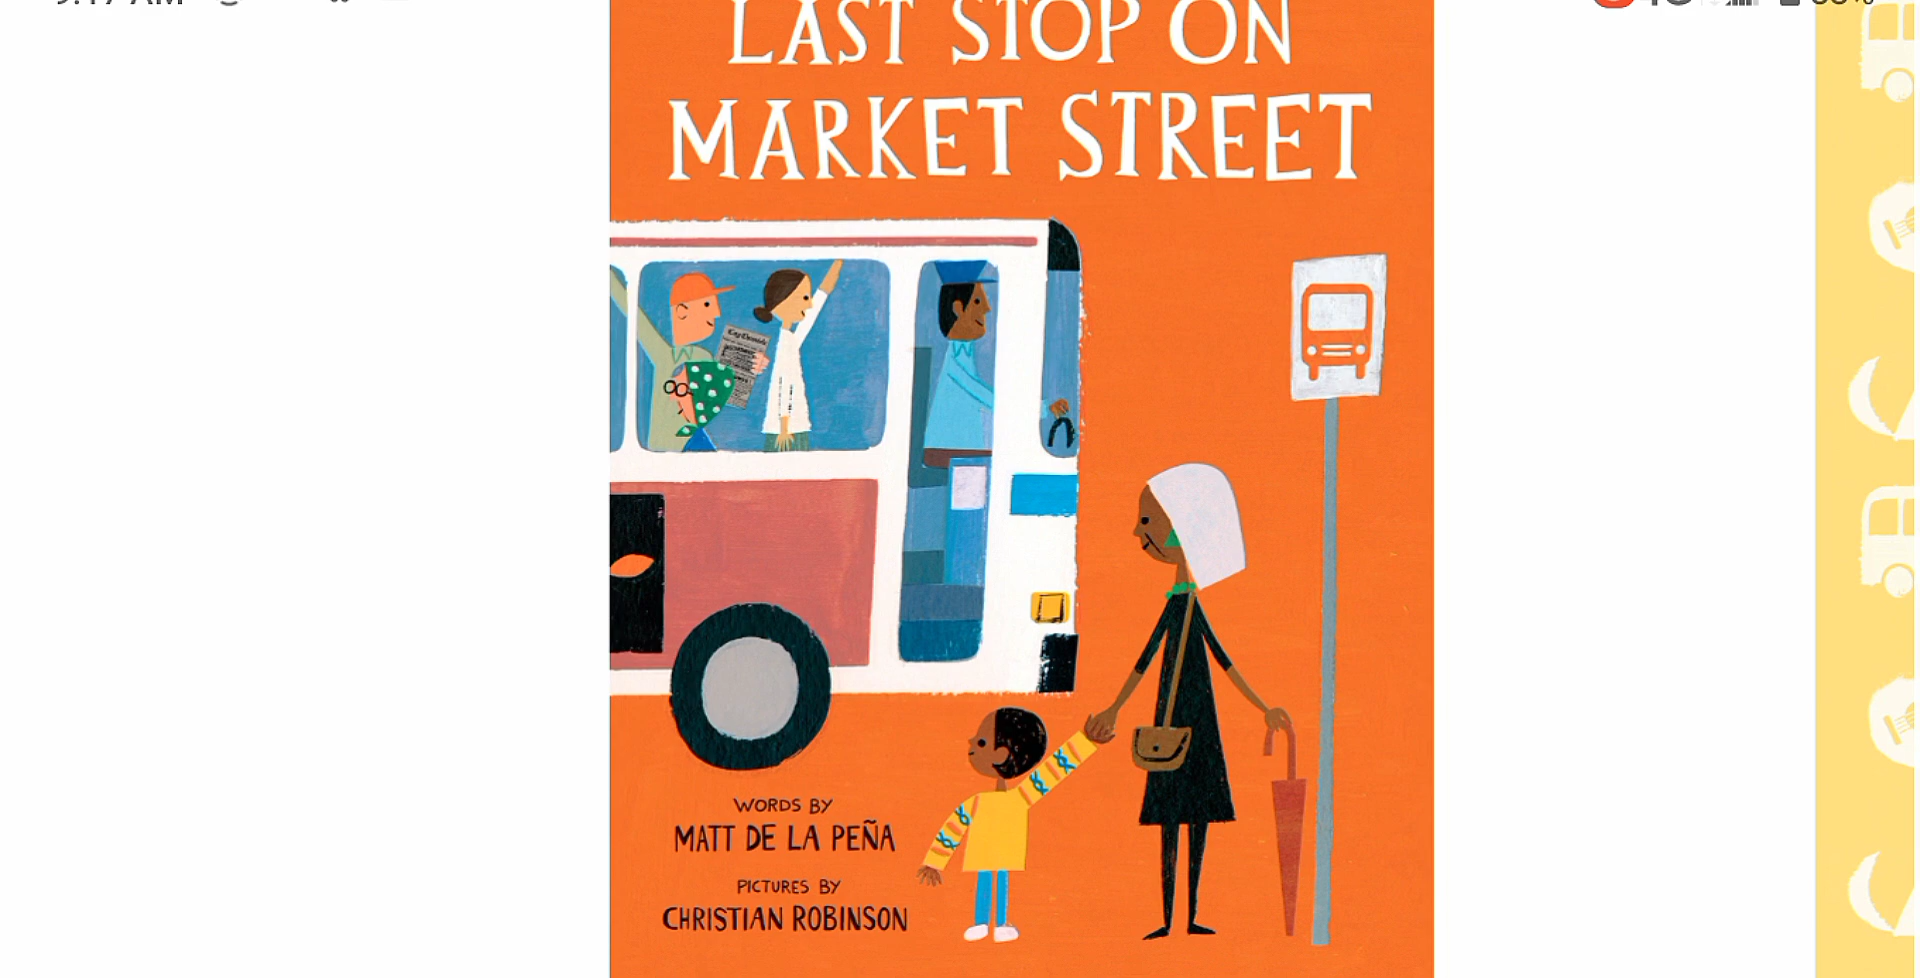 LAST STOP ON
MARKET STREET
WORDS BY
MATT DE LA PEÑA
PICTURES BY
CHRISTIAN ROBINSON